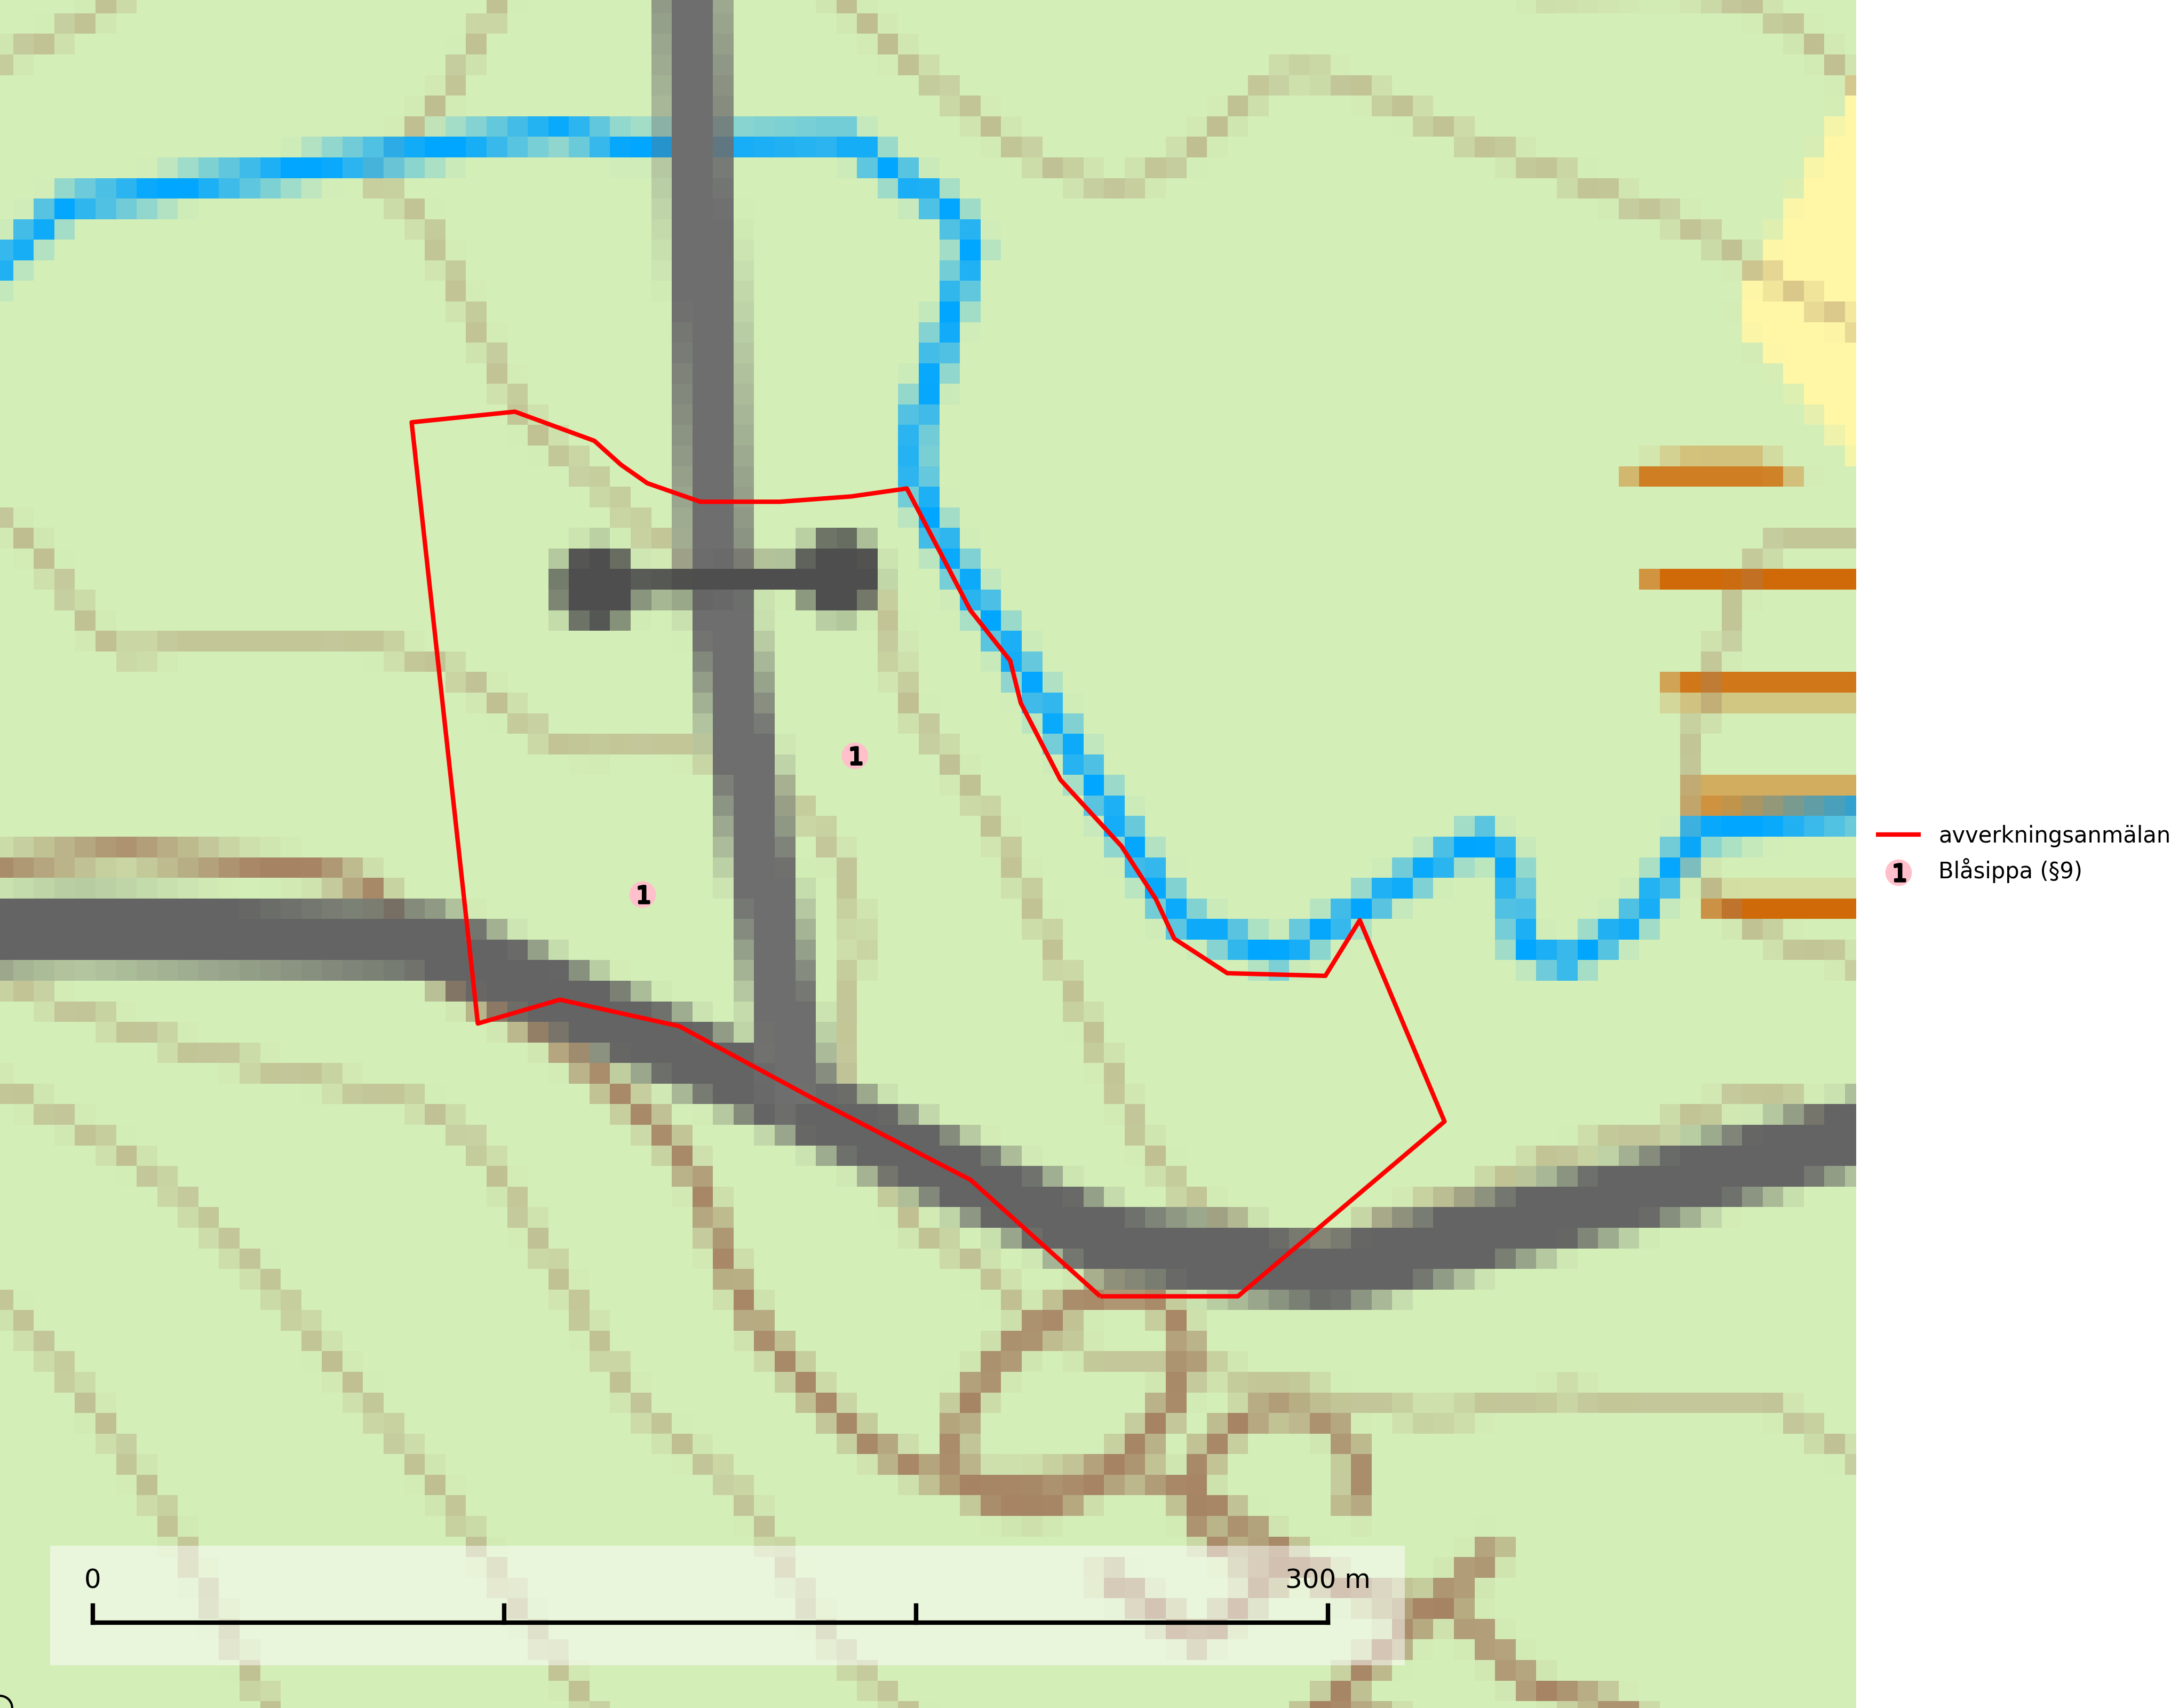 1
1
avverkningsanmälan
1 Blåsippa (§9)
0 300 m